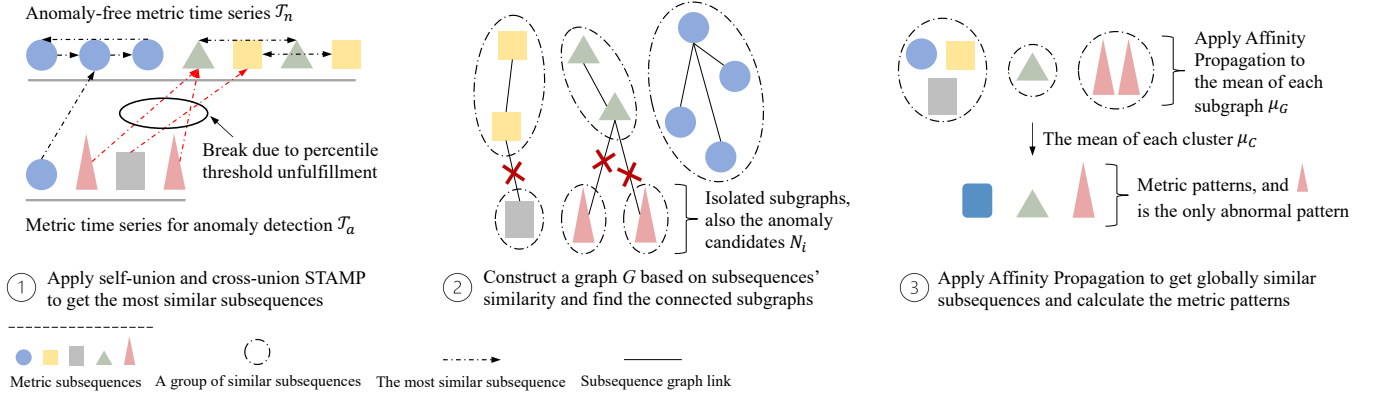 Anomaly-free metric time series 𝒯n
Break due to percentile
threshold unfulfillment
Metric time series for anomaly detection 𝒯a
1
Apply self-union and cross-union STAMP
to get the most similar subsequences
Isolated subgraphs,
also the anomaly
candidates Ni
2
Construct a graph G based on subsequences'
similarity and find the connected subgraphs
Apply Affinity
Propagation to
the mean of each
subgraph μG
The mean of each cluster μC
Metric patterns, and
is the only abnormal pattern
3
Apply Affinity Propagation to get globally similar
subsequences and calculate the metric patterns
Metric subsequences
A group of similar subsequences
The most similar subsequence
Subsequence graph link